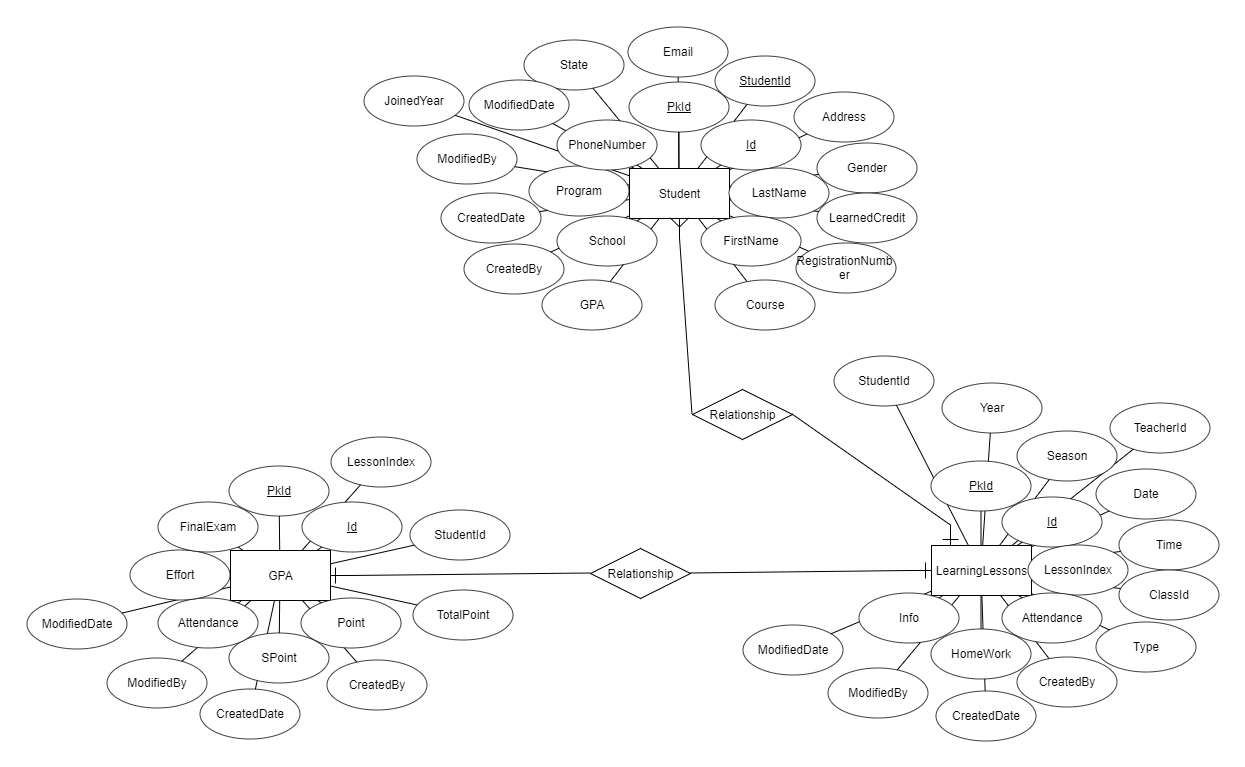 Email
State
StudentId
JoinedYear
ModifiedDate
PkId
Address
PhoneNumber
Id
ModifiedBy
Gender
Program
Student
LastName
CreatedDate
LearnedCredit
School
FirstName
CreatedBy
RegistrationNumb
er
GPA
Course
StudentId
Year
Relationship
TeacherId
Season
LessonIndex
PkId
Date
PkId
Id
FinalExam
Id
StudentId
Time
GPA
Relationship
LearningLessons
LessonIndex
Effort
ClassId
TotalPoint
Info
Attendance
ModifiedDate
Attendance
Point
Type
ModifiedDate
HomeWork
SPoint
ModifiedBy
CreatedBy
CreatedBy
ModifiedBy
CreatedDate
CreatedDate